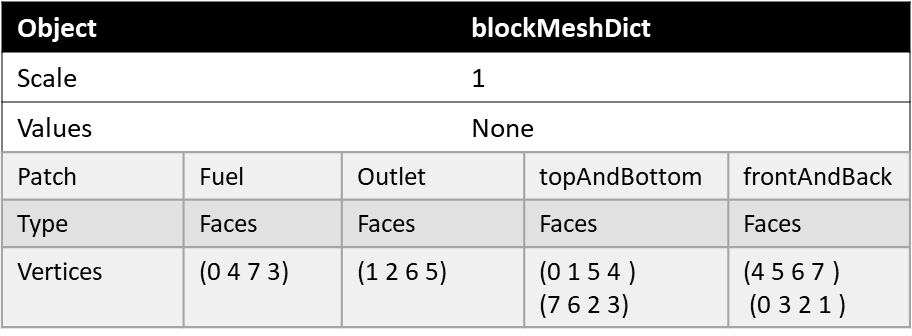 Object blockMeshDict
Scale 1
Values None
Patch Fuel Outlet topAndBottom frontAndBack
Type Faces Faces Faces Faces
Vertices (0 4 7 3) (1 2 6 5) (0 1 5 4 ) (4 5 6 7 )
(7 6 2 3) (0 3 2 1 )